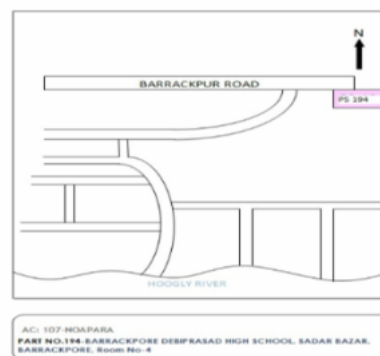 N
BARRACKPUR ROAD
PS 194
HOOGLY RIVER
AC: 107-NOAPARA
PART NO.194-BARRACKPORE DEBIPRASAD HIGH SCHOOL, SADAR BAZAR,
BARRACKPORE, Room No-4